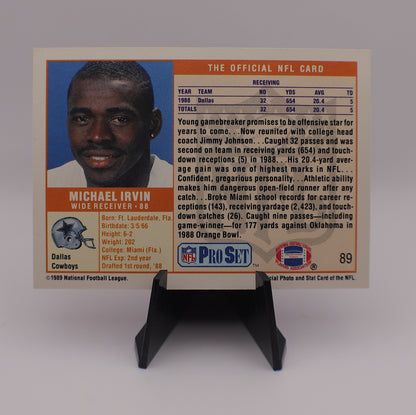 THE OFFICIAL NFL CARD
RECEIVING
YEAR TEAM NO YDS AVG TD
1988 Dallas 32 654 20.4 5
TOTALS 32 654 20.4 5
Young gamebreaker promises to be offensive star for
years to come. . .Now reunited with college head
coach Jimmy Johnson. . .Caught 32 passes and was
second on team in receiving yards (654) and touch-
down receptions (5) in 1988. . .His 20.4-yard aver-
age gain was one of highest marks in NFL. . .
Confident, gregarious personality. . .Athletic ability
makes him dangerous open-field runner after any
catch. . .Broke Miami school records for career re-
ceptions (143), receiving yardage (2,423), and touch-
down catches (26). Caught nine passes—including
game-winner—for 177 yards against Oklahoma in
1988 Orange Bowl.
MICHAEL IRVIN
WIDE RECEIVER · 88
Born: Ft. Lauderdale, Fla.
Birthdate: 3·5·66
Height: 6-2
Weight: 202
College: Miami (Fla.)
NFL Exp: 2nd year
Drafted 1st round, '88
Dallas
Cowboys
NFL PRO SET TM
89
©1989 National Football League.
cial Photo and Stat Card of the NFL.